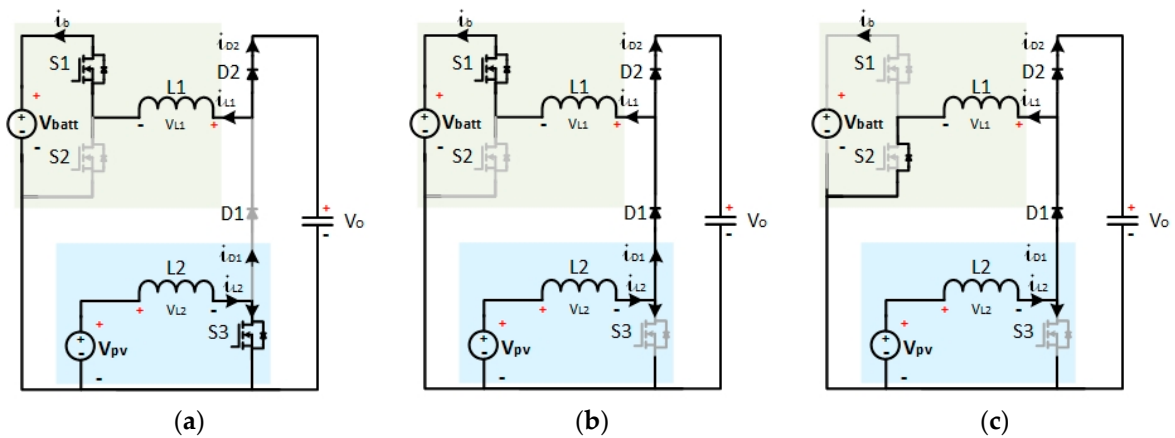 ib
iD2
S1
D2
L1
iL1
+
Vbatt
-
-
VL1
+
S2
D1
+
-
Vo
iD1
L2
iL2
+
VL2
-
S3
+
Vpv
-
(a)
ib
iD2
S1
D2
L1
iL1
+
Vbatt
-
-
VL1
+
S2
D1
+
-
Vo
iD1
L2
iL2
+
VL2
-
S3
+
Vpv
-
(b)
ib
iD2
S1
D2
L1
iL1
+
Vbatt
-
-
VL1
+
S2
D1
+
-
Vo
iD1
L2
iL2
+
VL2
-
S3
+
Vpv
-
(c)